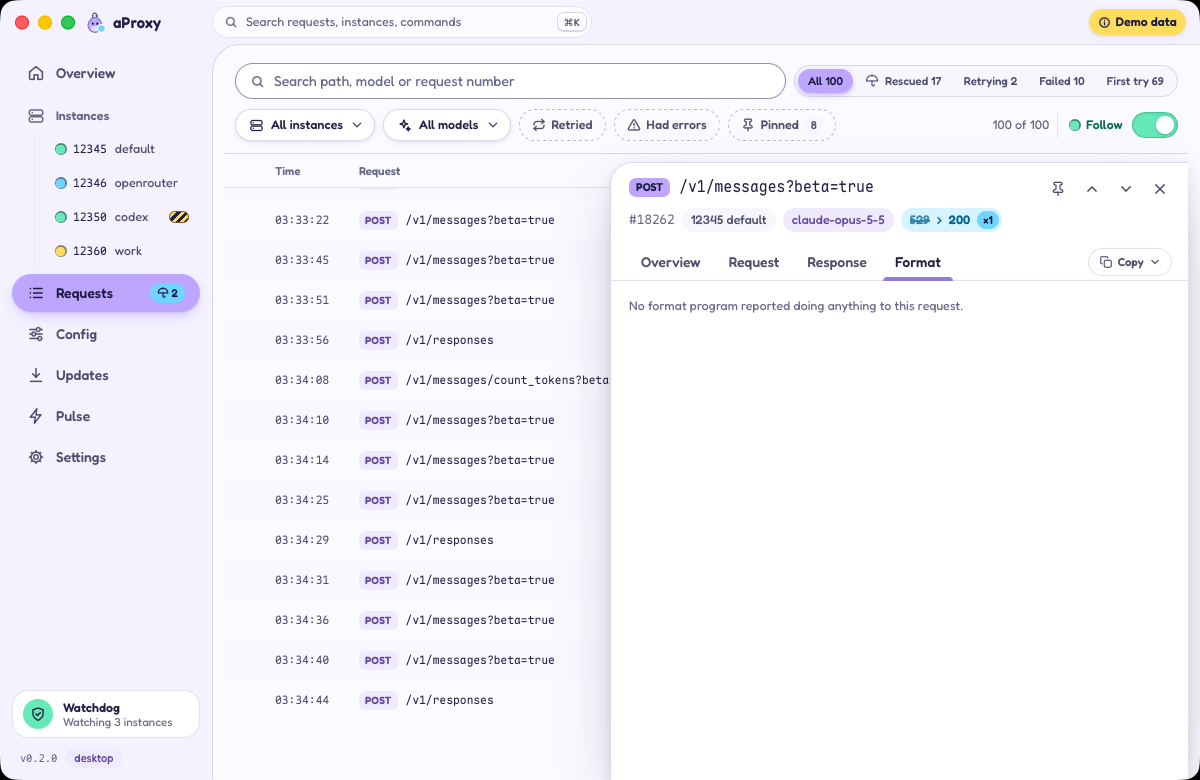 aProxy
Search requests, instances, commands
⌘K
Demo data
Overview
Instances
12345 default
12346 openrouter
12350 codex
12360 work
Requests 2
Config
Updates
Pulse
Settings
Watchdog
Watching 3 instances
v0.2.0 desktop
Search path, model or request number
All 100 Rescued 17 Retrying 2 Failed 10 First try 69
All instances All models Retried Had errors Pinned 8 100 of 100 Follow
Time Request
03:33:22 POST /v1/messages?beta=true
03:33:45 POST /v1/messages?beta=true
03:33:51 POST /v1/messages?beta=true
03:33:56 POST /v1/responses
03:34:08 POST /v1/messages/count_tokens?beta
03:34:10 POST /v1/messages?beta=true
03:34:14 POST /v1/messages?beta=true
03:34:25 POST /v1/messages?beta=true
03:34:29 POST /v1/responses
03:34:31 POST /v1/messages?beta=true
03:34:36 POST /v1/messages?beta=true
03:34:40 POST /v1/messages?beta=true
03:34:44 POST /v1/responses
POST /v1/messages?beta=true
#18262 12345 default claude-opus-5-5 529 > 200 x1
Overview Request Response Format Copy
No format program reported doing anything to this request.